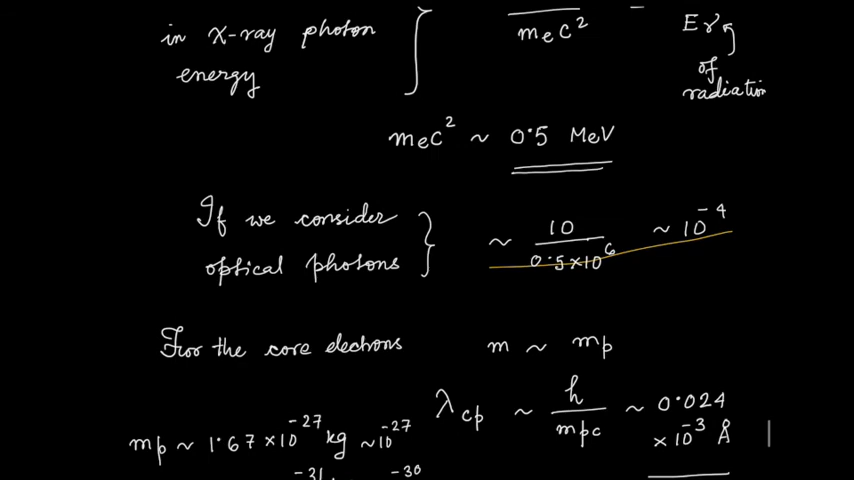 in X-ray photon energy } / mec² - Eγ of radiation
mec² ~ 0.5 MeV
If we consider optical photons } ~ 10 / 0.5×10⁶ ~ 10⁻⁴
For the core electrons m ~ mp
λcp ~ h / mpc ~ 0.024 × 10⁻³ Å
mp ~ 1.67 × 10⁻²⁷ kg ~ 10⁻²⁷
-31 -30